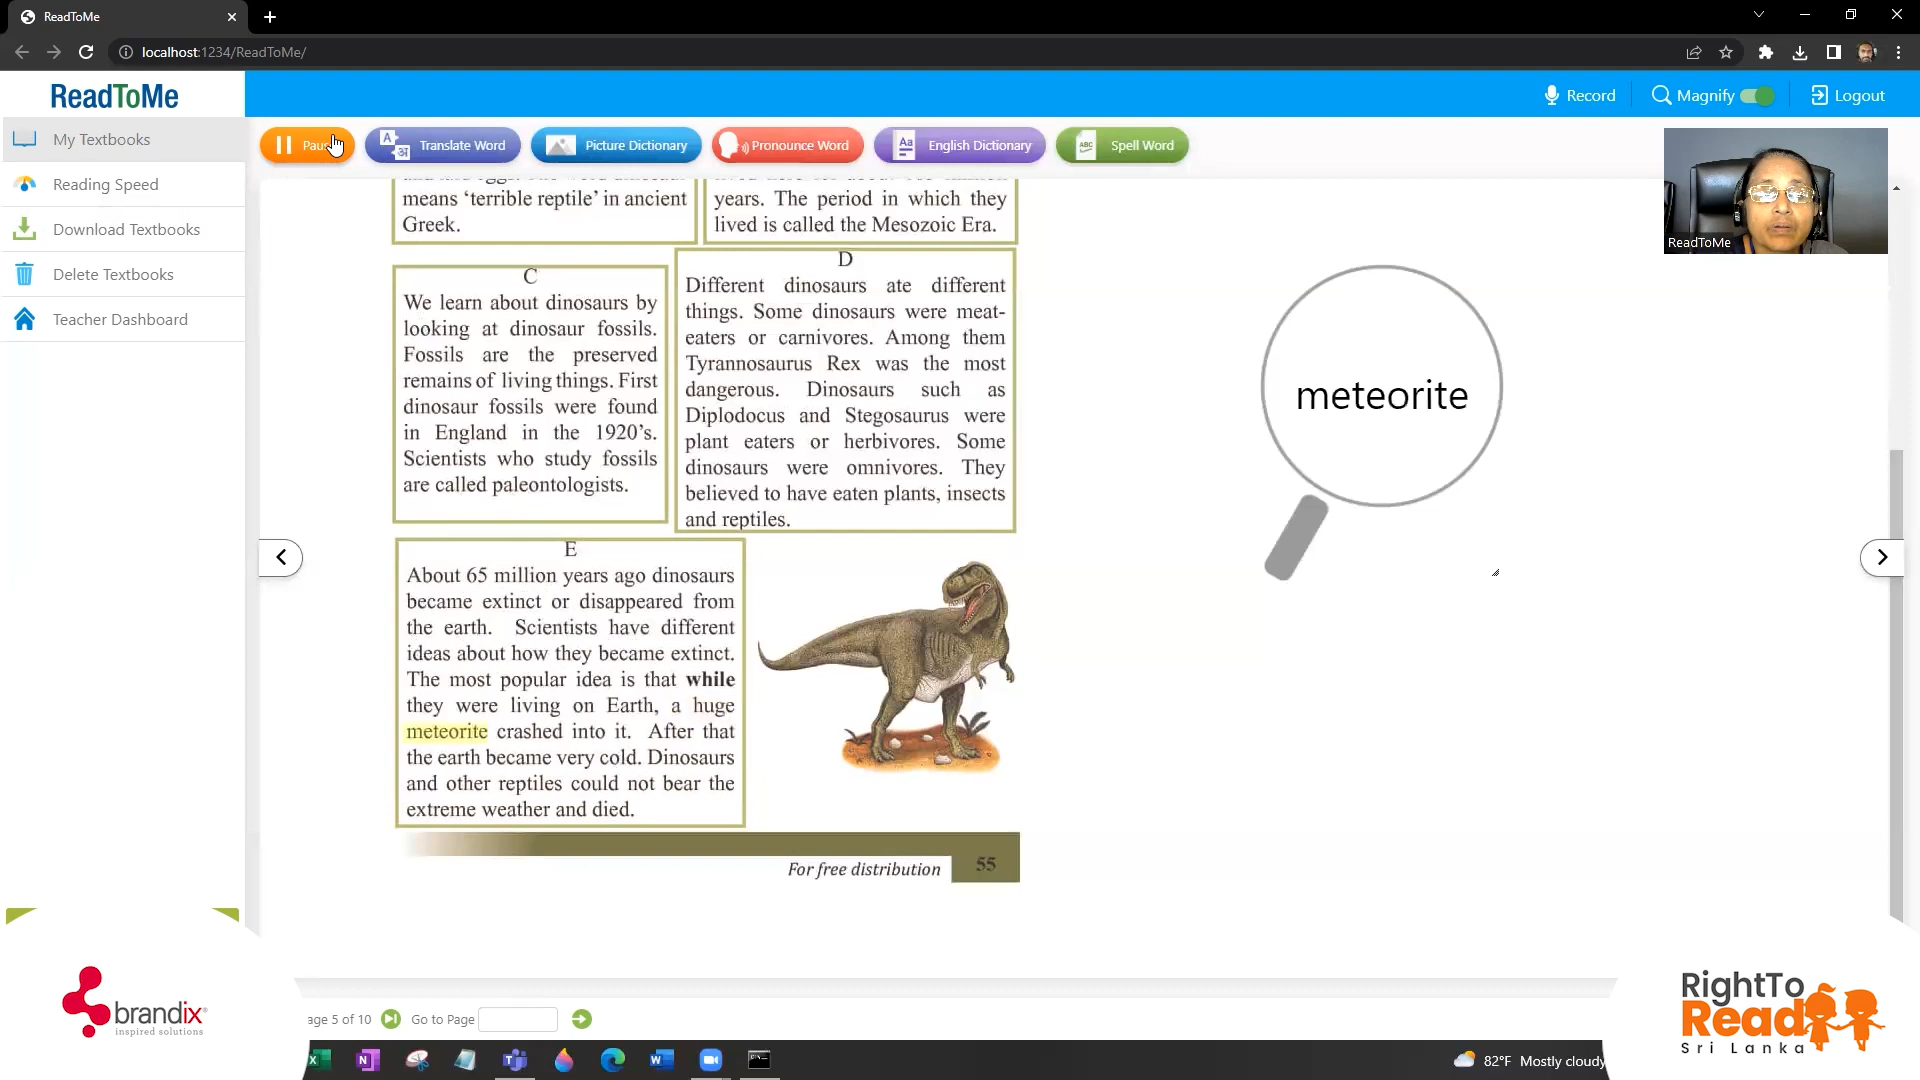 ReadToMe
localhost:1234/ReadToMe/
ReadToMe
Record
Magnify
Logout
My Textbooks
Reading Speed
Download Textbooks
Delete Textbooks
Teacher Dashboard
Translate Word
Picture Dictionary
Pronounce Word
Aa
English Dictionary
ABC
Spell Word
ReadToMe
means ‘terrible reptile’ in ancient
Greek.
years. The period in which they
lived is called the Mesozoic Era.
C
We learn about dinosaurs by
looking at dinosaur fossils.
Fossils are the preserved
remains of living things. First
dinosaur fossils were found
in England in the 1920’s.
Scientists who study fossils
are called paleontologists.
D
Different dinosaurs ate different
things. Some dinosaurs were meat-
eaters or carnivores. Among them
Tyrannosaurus Rex was the most
dangerous. Dinosaurs such as
Diplodocus and Stegosaurus were
plant eaters or herbivores. Some
dinosaurs were omnivores. They
believed to have eaten plants, insects
and reptiles.
E
About 65 million years ago dinosaurs
became extinct or disappeared from
the earth. Scientists have different
ideas about how they became extinct.
The most popular idea is that while
they were living on Earth, a huge
meteorite crashed into it. After that
the earth became very cold. Dinosaurs
and other reptiles could not bear the
extreme weather and died.
For free distribution 55
meteorite
brandix
inspired solutions
age 5 of 10
Go to Page
RightTo
Read
Sri Lanka
82°F Mostly cloudy